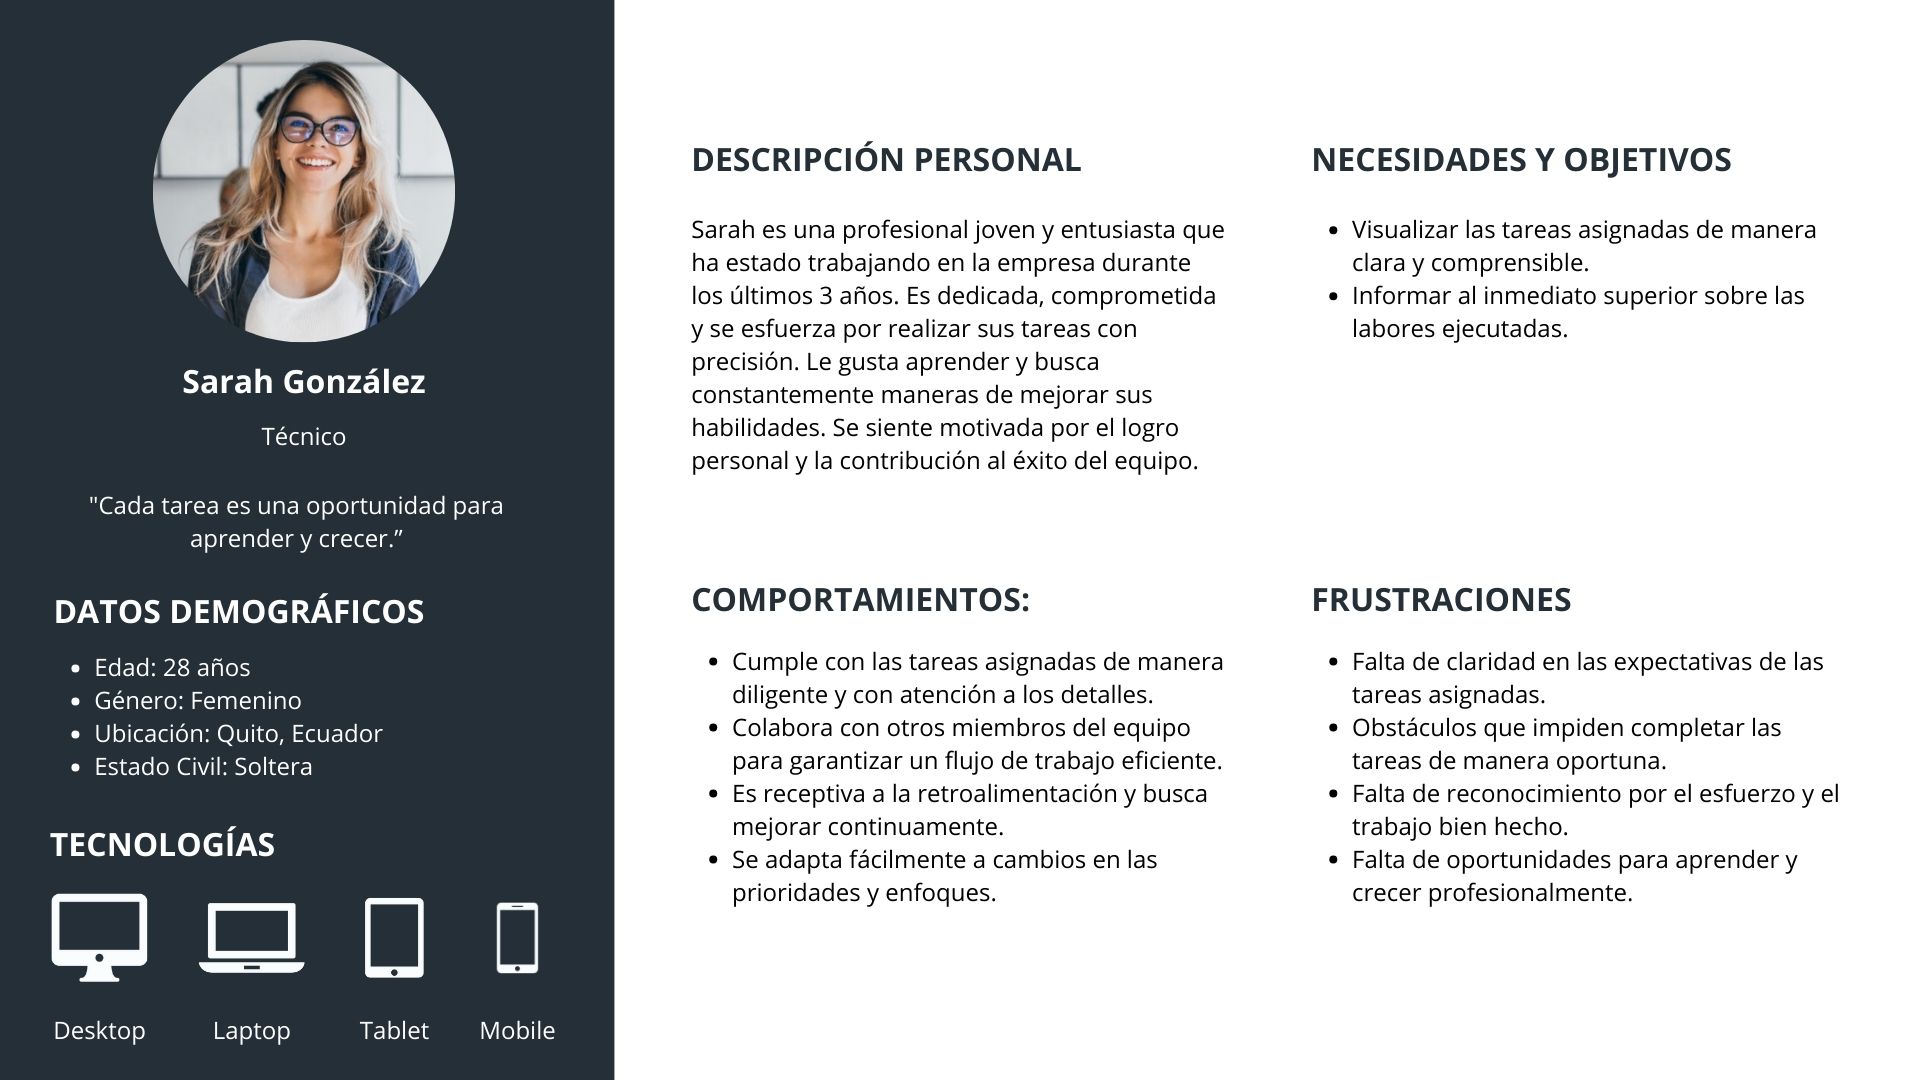 Sarah González
Técnico
"Cada tarea es una oportunidad para
aprender y crecer.”
DATOS DEMOGRÁFICOS
• Edad: 28 años
• Género: Femenino
• Ubicación: Quito, Ecuador
• Estado Civil: Soltera
TECNOLOGÍAS
Desktop
Laptop
Tablet
Mobile
DESCRIPCIÓN PERSONAL
Sarah es una profesional joven y entusiasta que
ha estado trabajando en la empresa durante
los últimos 3 años. Es dedicada, comprometida
y se esfuerza por realizar sus tareas con
precisión. Le gusta aprender y busca
constantemente maneras de mejorar sus
habilidades. Se siente motivada por el logro
personal y la contribución al éxito del equipo.
NECESIDADES Y OBJETIVOS
• Visualizar las tareas asignadas de manera
clara y comprensible.
• Informar al inmediato superior sobre las
labores ejecutadas.
COMPORTAMIENTOS:
• Cumple con las tareas asignadas de manera
diligente y con atención a los detalles.
• Colabora con otros miembros del equipo
para garantizar un flujo de trabajo eficiente.
• Es receptiva a la retroalimentación y busca
mejorar continuamente.
• Se adapta fácilmente a cambios en las
prioridades y enfoques.
FRUSTRACIONES
• Falta de claridad en las expectativas de las
tareas asignadas.
• Obstáculos que impiden completar las
tareas de manera oportuna.
• Falta de reconocimiento por el esfuerzo y el
trabajo bien hecho.
• Falta de oportunidades para aprender y
crecer profesionalmente.